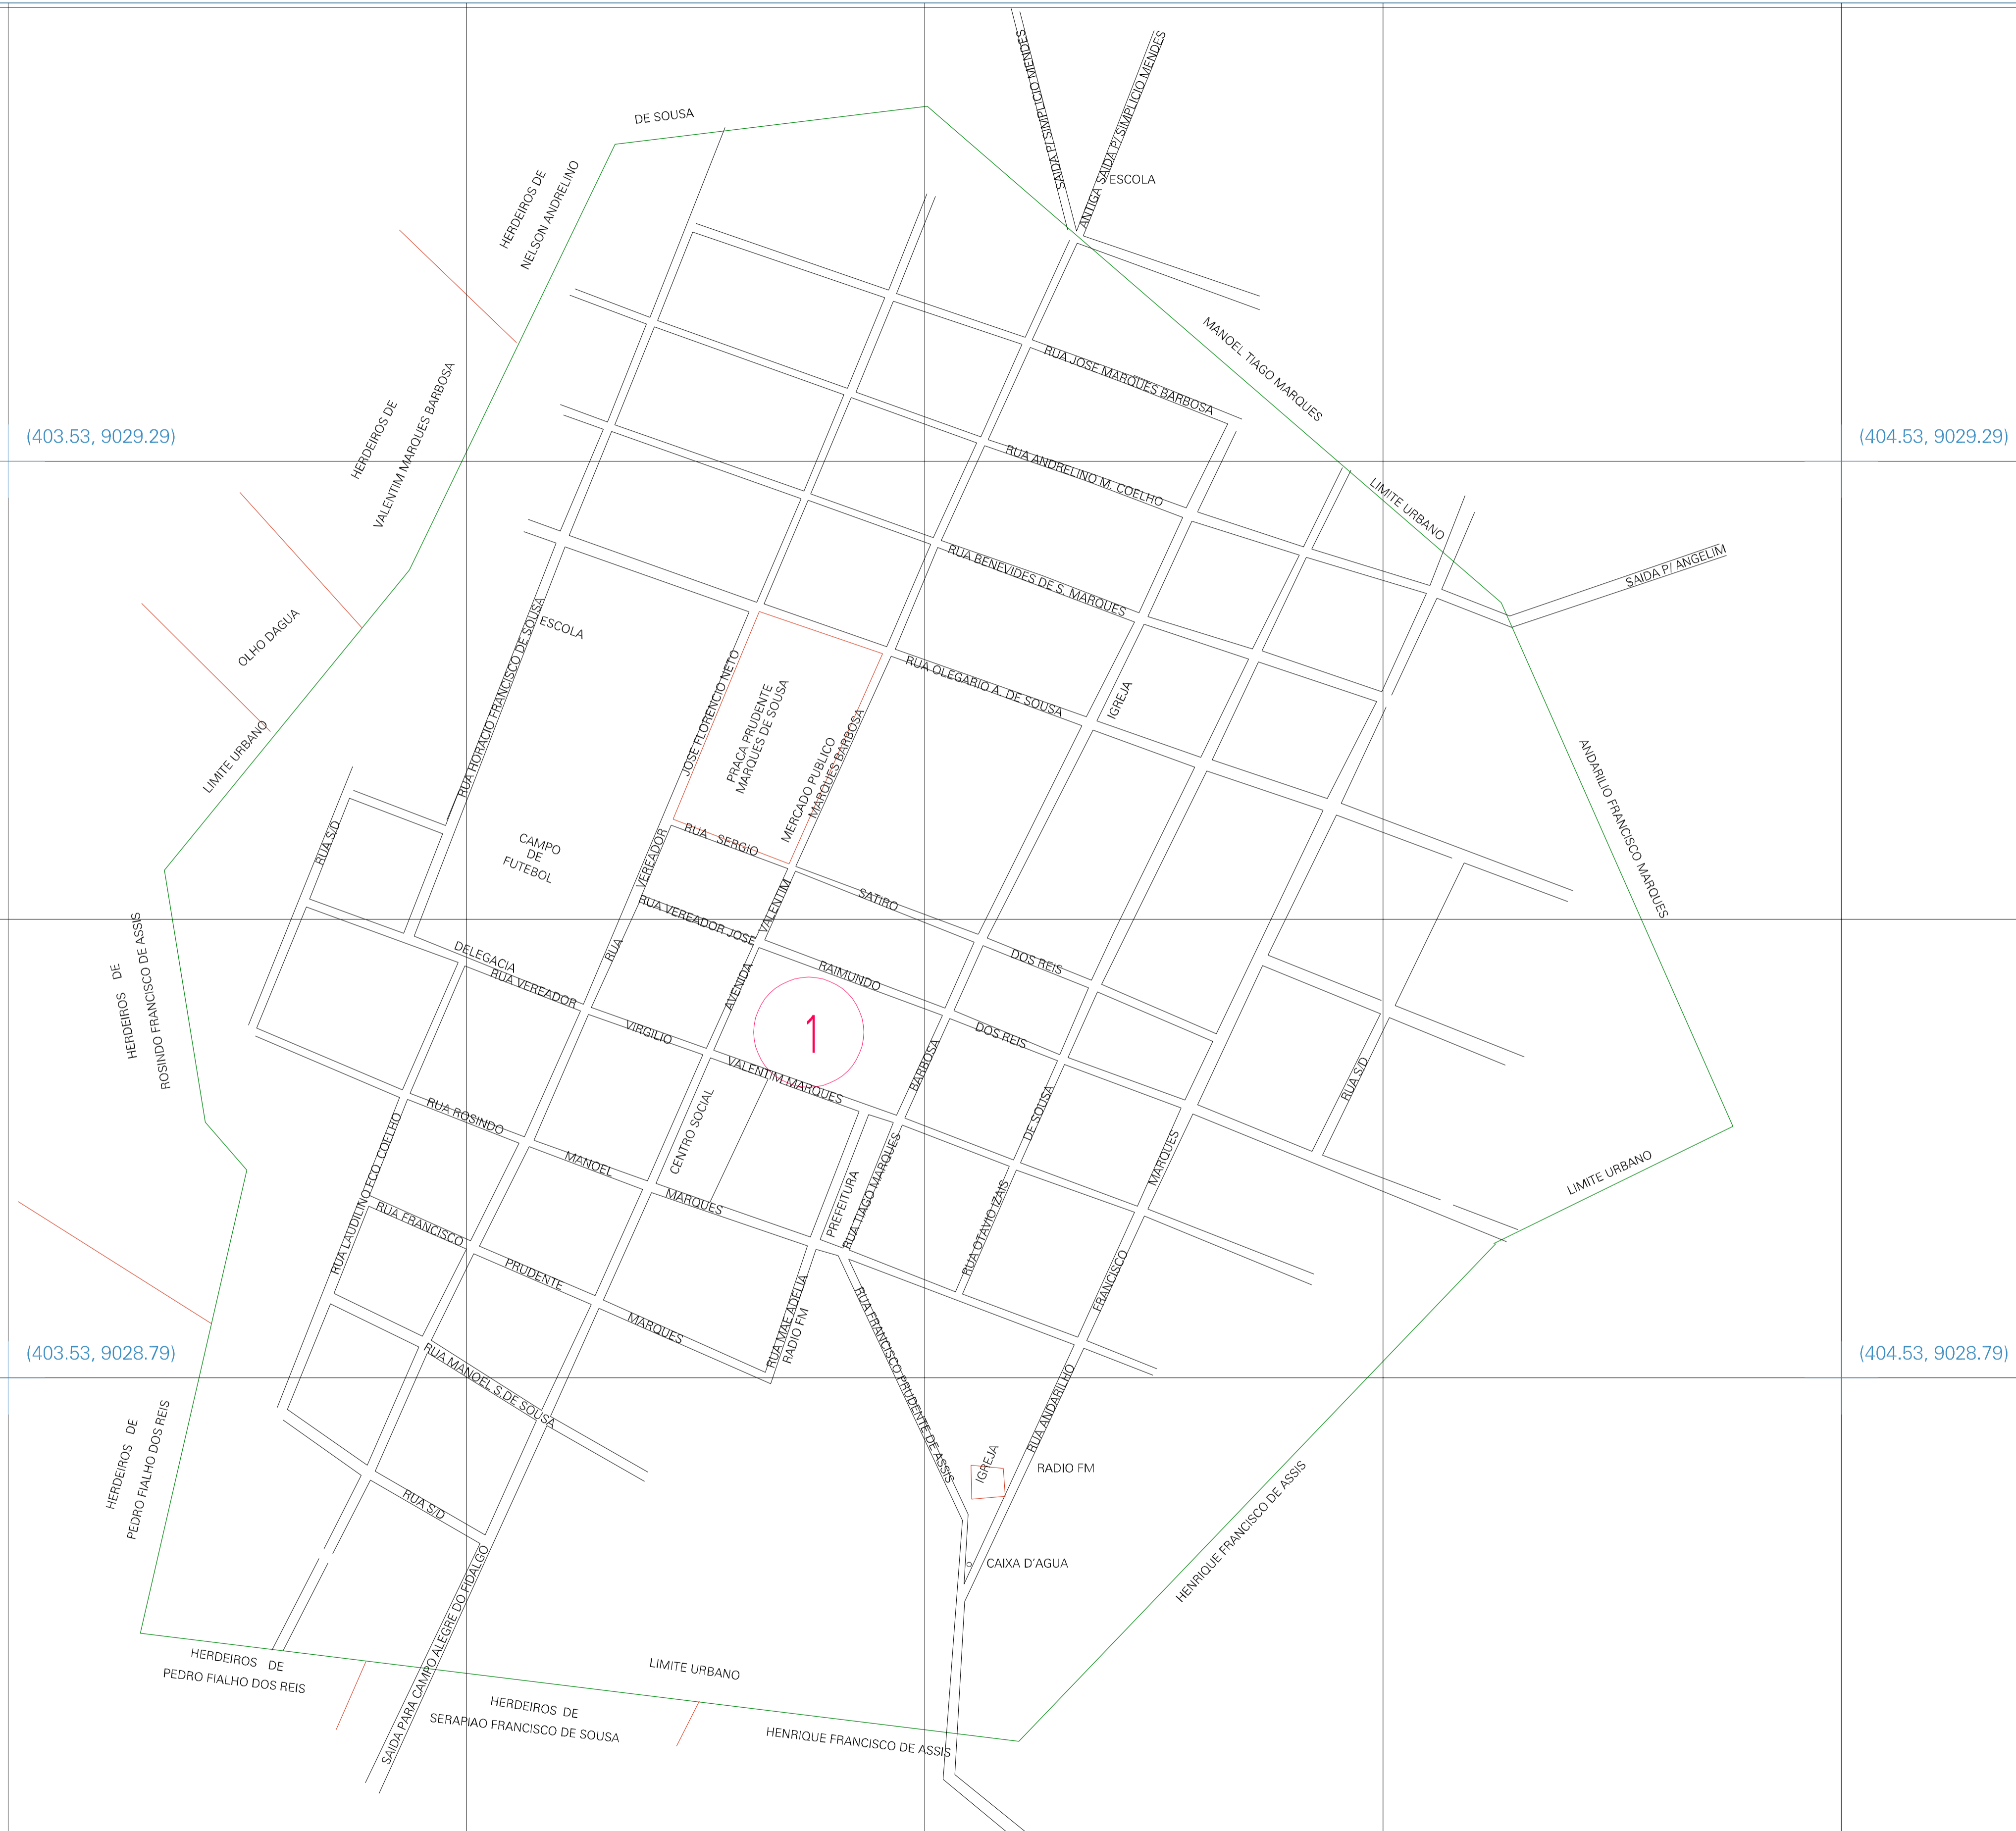 SAIDA P/ SIMPLICIO MENDES
ANTIGA SAIDA P/ SIMPLICIO MENDES
ESCOLA
DE SOUSA
HERDEIROS DE
NELSON ANDRELINO
MANOEL TIAGO MARQUES
RUA JOSE MARQUES BARBOSA
HERDEIROS DE
VALENTIM MARQUES BARBOSA
(403.53, 9029.29)
(404.53, 9029.29)
RUA ANDRELINO M. COELHO
LIMITE URBANO
SAIDA P/ ANGELIM
RUA BENEVIDES DE S. MARQUES
OLHO DAGUA
LIMITE URBANO
ESCOLA
RUA HORACIO FRANCISCO DE SOUSA
JOSE FLORENCIO NETO
PRACA PRUDENTE
MARQUES DE SOUSA
MERCADO PUBLICO
MARQUES BARBOSA
RUA OLEGARIO A. DE SOUSA
IGREJA
ANDARILIO FRANCISCO MARQUES
RUA S/D
CAMPO
DE
FUTEBOL
VEREADOR
RUA
RUA SERGIO
SATIRO
DOS REIS
VALENTIM
AVENIDA
RUA VEREADOR JOSE
RAIMUNDO
DOS REIS
HERDEIROS DE
ROSINDO FRANCISCO DE ASSIS
DELEGACIA
RUA VEREADOR
VIRGILIO
VALENTIM MARQUES
1
BARBOSA
DE SOUSA
RUA S/D
RUA ROSINDO
MANOEL
MARQUES
CENTRO SOCIAL
PREFEITURA
RUA TIAGO MARQUES
RUA OTAVIO IZAIS
MARQUES
FRANCISCO
RUA ANDARILHO
LIMITE URBANO
RUA LAUDILINO FCO. COELHO
RUA FRANCISCO
PRUDENTE
MARQUES
RUA MAE ADELIA
RADIO FM
RUA FRANCISCO PRUDENTE DE ASSIS
(403.53, 9028.79)
(404.53, 9028.79)
RUA MANOEL S.DE SOUSA
HERDEIROS DE
PEDRO FIALHO DOS REIS
IGREJA
RADIO FM
RUA S/D
CAIXA D'AGUA
HENRIQUE FRANCISCO DE ASSIS
SAIDA PARA CAMPO ALEGRE DO FIDALGO
HERDEIROS DE
PEDRO FIALHO DOS REIS
LIMITE URBANO
HERDEIROS DE
SERAPIAO FRANCISCO DE SOUSA
HENRIQUE FRANCISCO DE ASSIS